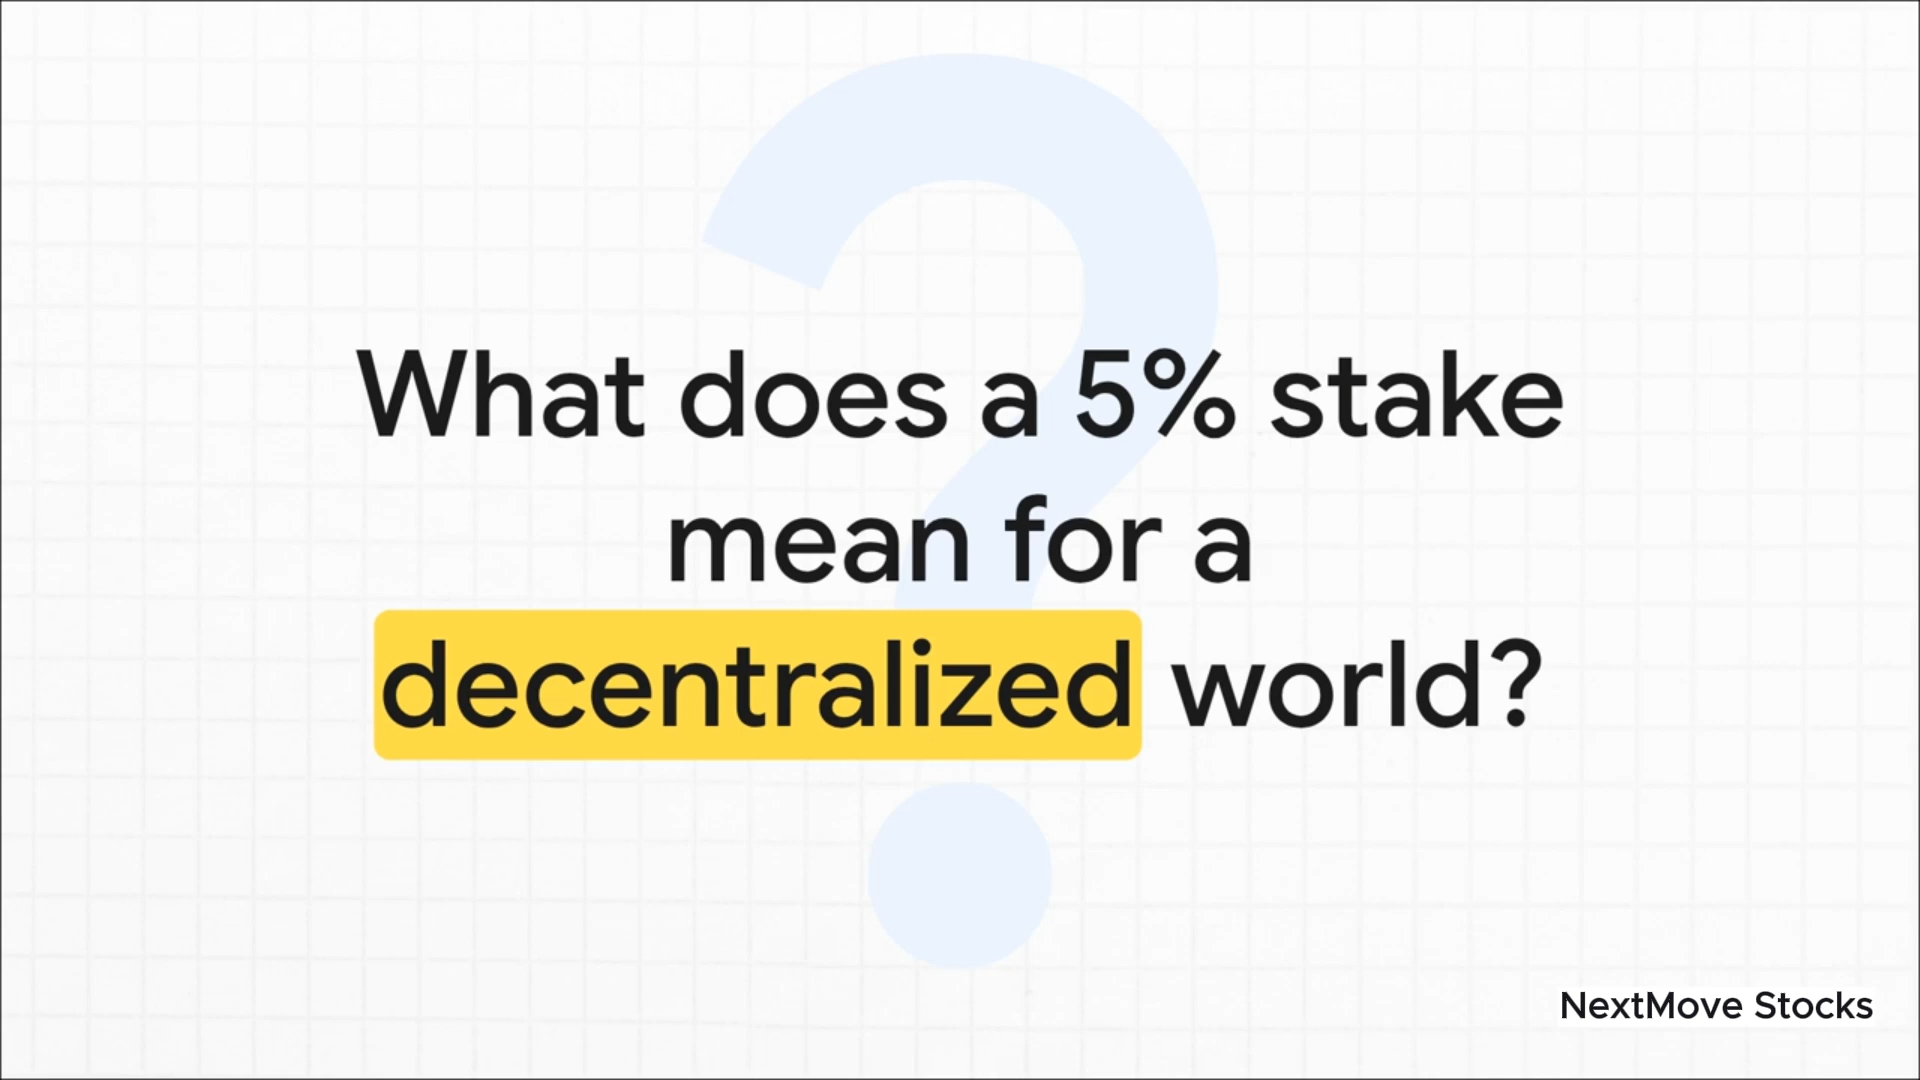 What does a 5% stake
mean for a
decentralized world?
NextMove Stocks